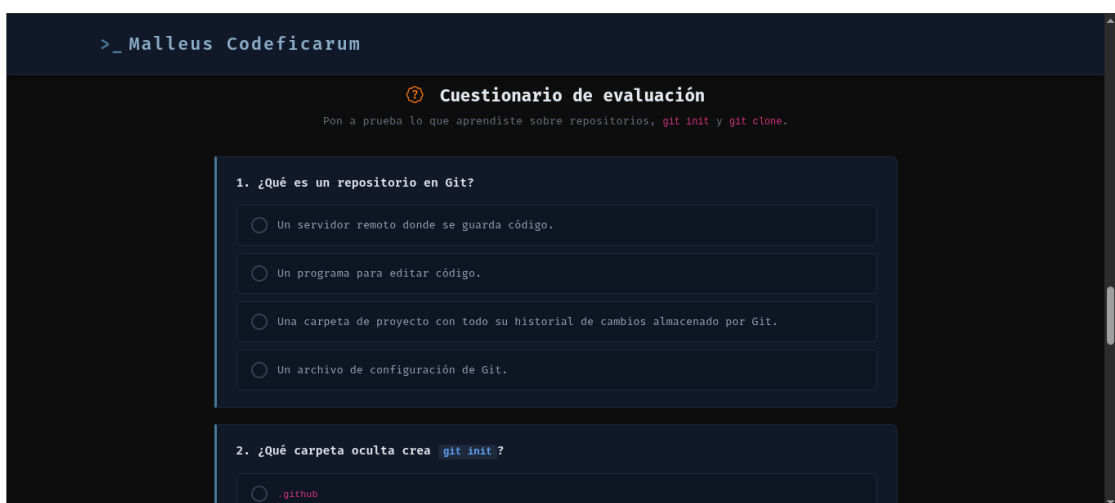 >_ Malleus Codeficarum
Cuestionario de evaluación
Pon a prueba lo que aprendiste sobre repositorios, git init y git clone.
1. ¿Qué es un repositorio en Git?
Un servidor remoto donde se guarda código.
Un programa para editar código.
Una carpeta de proyecto con todo su historial de cambios almacenado por Git.
Un archivo de configuración de Git.
2. ¿Qué carpeta oculta crea git init?
.github